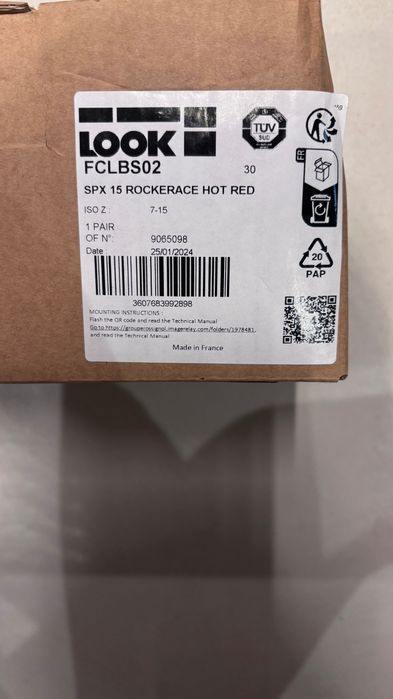 LOOK
TÜV
SUD
FCLBS02 30
FR
SPX 15 ROCKERACE HOT RED
ISO Z : 7-15
1 PAIR
OF N°: 9065098
Date : 25/01/2024
20
PAP
3607683992898
MOUNTING INSTRUCTIONS :
Flash the QR code and read the Technical Manual
Go to https://grouperossignol.imagerelay.com/folders/1978481,
and read the Technical Manual
Made in France